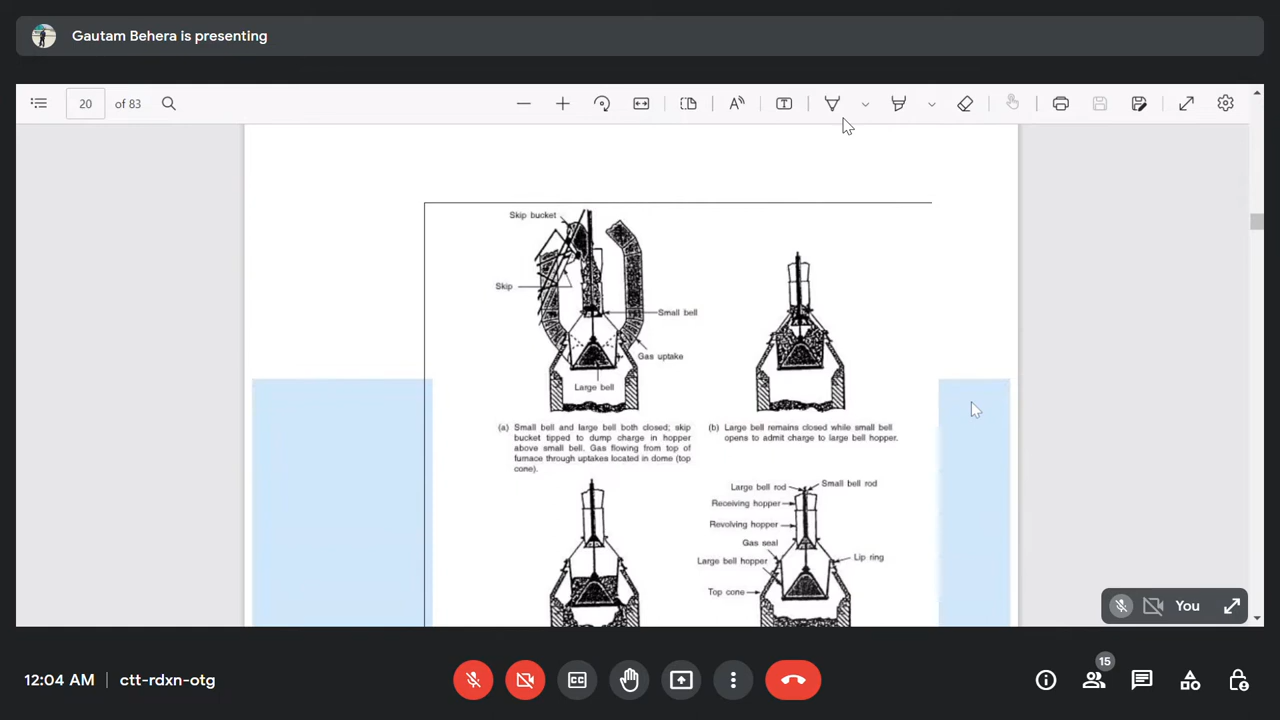 Gautam Behera is presenting
20 of 83
Skip bucket
Skip
Small bell
Gas uptake
Large bell
(a) Small bell and large bell both closed; skip
bucket tipped to dump charge in hopper
above small bell. Gas flowing from top of
furnace through uptakes located in dome (top
cone).
(b) Large bell remains closed while small bell
opens to admit charge to large bell hopper.
Large bell rod
Small bell rod
Receiving hopper
Revolving hopper
Gas seal
Large bell hopper
Lip ring
Top cone
You
12:04 AM
ctt-rdxn-otg
15